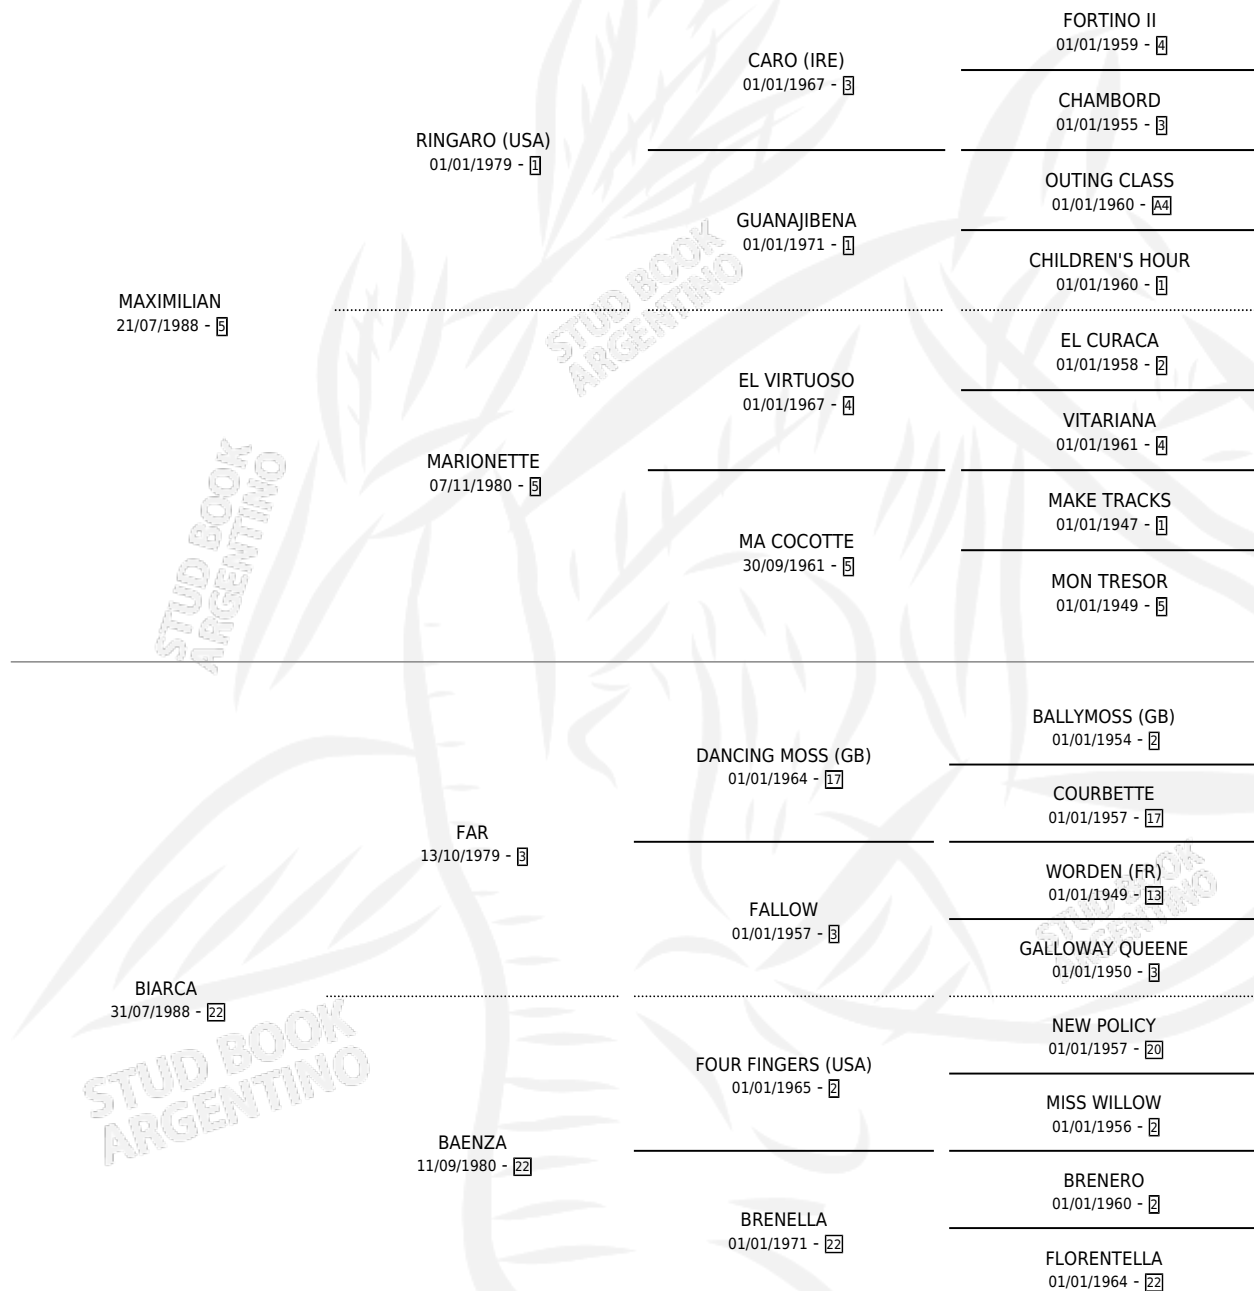 FORTINO II
01/01/1959 - 4
CARO (IRE)
01/01/1967 - 3
CHAMBORD
01/01/1955 - 3
RINGARO (USA)
01/01/1979 - 1
OUTING CLASS
01/01/1960 - A4
GUANAJIBENA
01/01/1971 - 1
CHILDREN'S HOUR
01/01/1960 - 1
MAXIMILIAN
21/07/1988 - 5
EL CURACA
01/01/1958 - 2
EL VIRTUOSO
01/01/1967 - 4
VITARIANA
01/01/1961 - 4
MARIONETTE
07/11/1980 - 5
MAKE TRACKS
01/01/1947 - 1
MA COCOTTE
30/09/1961 - 5
MON TRESOR
01/01/1949 - 5
BALLYMOSS (GB)
01/01/1954 - 2
DANCING MOSS (GB)
01/01/1964 - 17
COURBETTE
01/01/1957 - 17
FAR
13/10/1979 - 3
WORDEN (FR)
01/01/1949 - 13
FALLOW
01/01/1957 - 3
GALLOWAY QUEENE
01/01/1950 - 3
BIARCA
31/07/1988 - 22
NEW POLICY
01/01/1957 - 20
FOUR FINGERS (USA)
01/01/1965 - 2
MISS WILLOW
01/01/1956 - 2
BAENZA
11/09/1980 - 22
BRENERO
01/01/1960 - 2
BRENELLA
01/01/1971 - 22
FLORENTELLA
01/01/1964 - 22
STUD BOOK
ARGENTINO
STUD BOOK
ARGENTINO
STUD BOOK
ARGENTINO
STUD BOOK
ARGENTINO